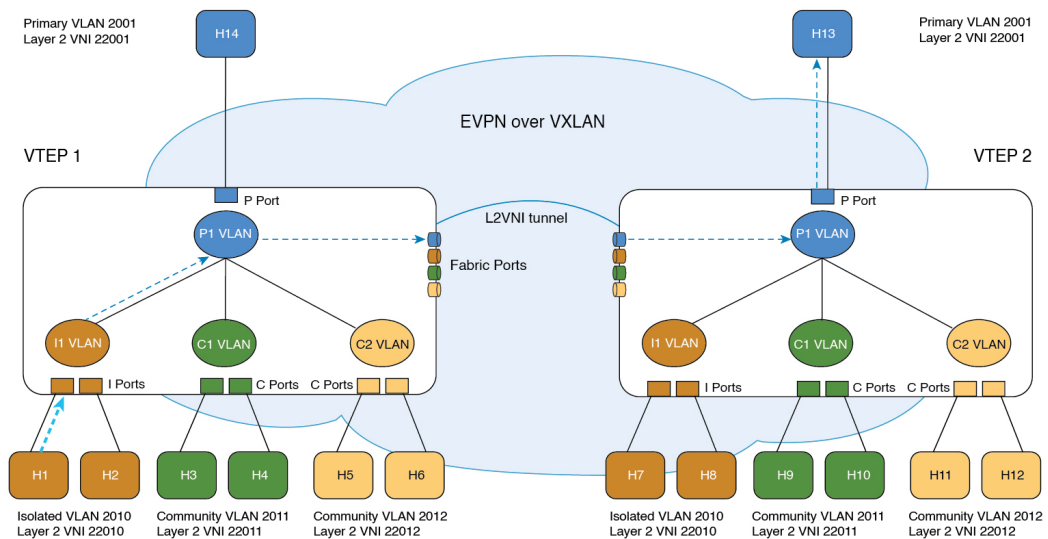 Primary VLAN 2001
Layer 2 VNI 22001
H14
H13
Primary VLAN 2001
Layer 2 VNI 22001
EVPN over VXLAN
VTEP 1
VTEP 2
P Port
P Port
L2VNI tunnel
P1 VLAN
P1 VLAN
Fabric Ports
I1 VLAN
C1 VLAN
C2 VLAN
I1 VLAN
C1 VLAN
C2 VLAN
I Ports
C Ports
C Ports
I Ports
C Ports
C Ports
H1
H2
H3
H4
H5
H6
H7
H8
H9
H10
H11
H12
Isolated VLAN 2010
Layer 2 VNI 22010
Community VLAN 2011
Layer 2 VNI 22011
Community VLAN 2012
Layer 2 VNI 22012
Isolated VLAN 2010
Layer 2 VNI 22010
Community VLAN 2011
Layer 2 VNI 22011
Community VLAN 2012
Layer 2 VNI 22012